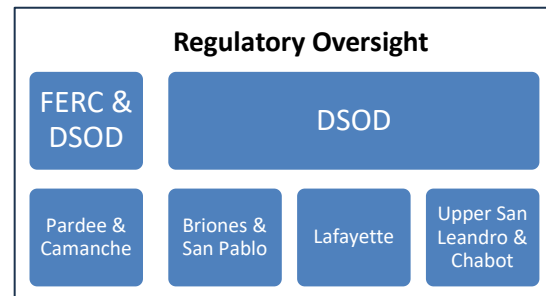 Regulatory Oversight
FERC &
DSOD
DSOD
Pardee &
Camanche
Briones &
San Pablo
Lafayette
Upper San
Leandro &
Chabot